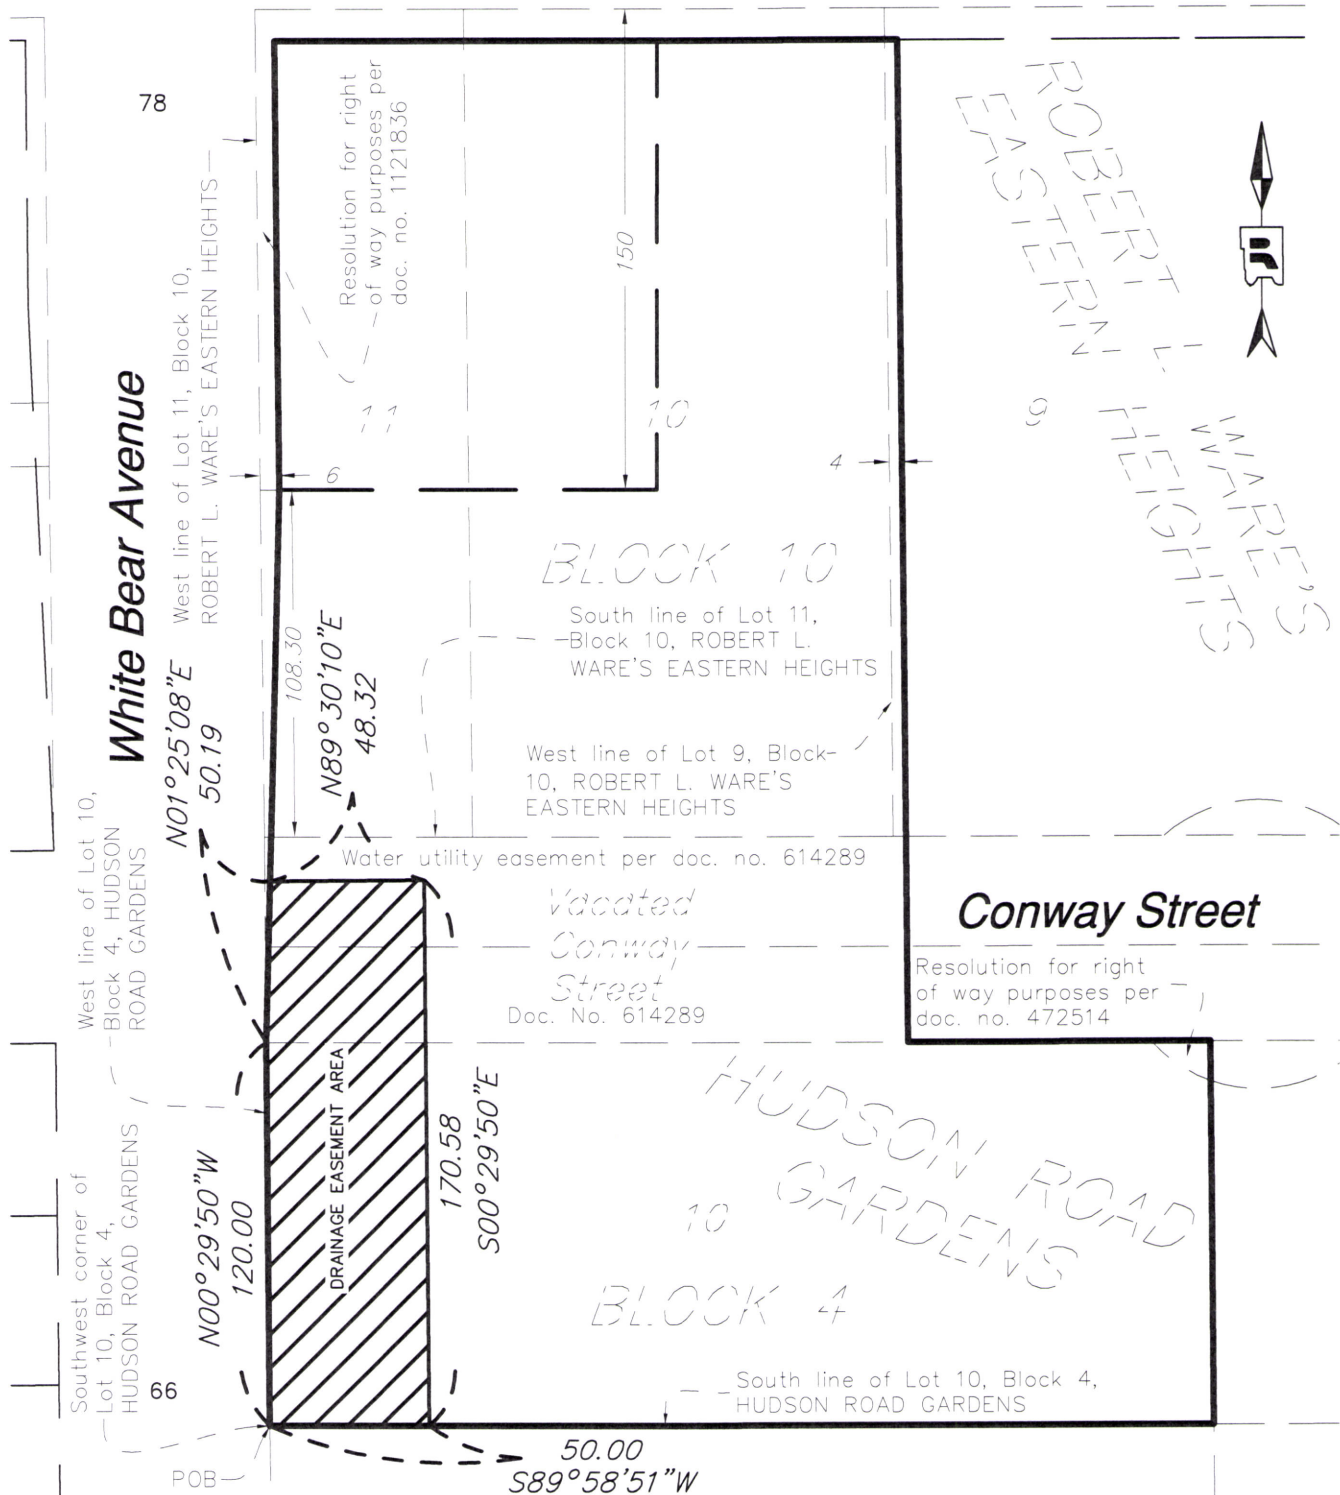 78
Resolution for right
of way purposes per
doc. no. 1121836
ROBERT L. WARE'S
EASTERN HEIGHTS
150
White Bear Avenue
West line of Lot 11, Block 10,
ROBERT L. WARE'S EASTERN HEIGHTS
11
10
9
6
4
BLOCK 10
South line of Lot 11,
Block 10, ROBERT L.
WARE'S EASTERN HEIGHTS
108.30
N89°30'10"E
48.32
N01°25'08"E
50.19
West line of Lot 9, Block
10, ROBERT L. WARE'S
EASTERN HEIGHTS
West line of Lot 10,
Block 4, HUDSON
ROAD GARDENS
Water utility easement per doc. no. 614289
Vacated
Conway
Street
Doc. No. 614289
Conway Street
Resolution for right
of way purposes per
doc. no. 472514
DRAINAGE EASEMENT AREA
170.58
S00°29'50"E
HUDSON ROAD
GARDENS
10
BLOCK 4
N00°29'50"W
120.00
Southwest corner of
Lot 10, Block 4,
HUDSON ROAD GARDENS
66
South line of Lot 10, Block 4,
HUDSON ROAD GARDENS
POB
50.00
S89°58'51"W